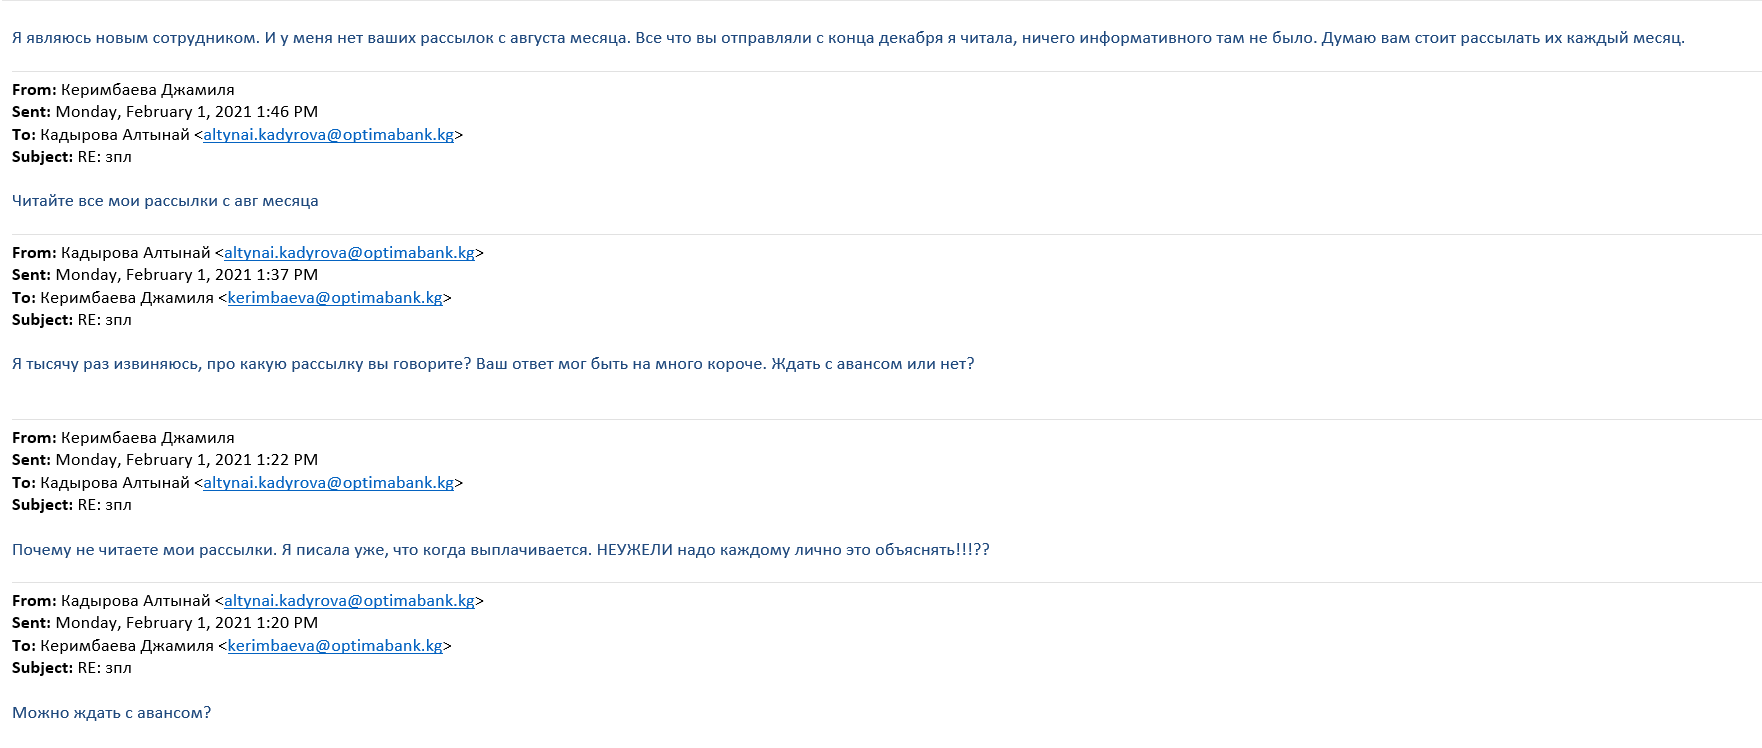 Я являюсь новым сотрудником. И у меня нет ваших рассылок с августа месяца. Все что вы отправляли с конца декабря я читала, ничего информативного там не было. Думаю вам стоит рассылать их каждый месяц.
From: Керимбаева Джамиля
Sent: Monday, February 1, 2021 1:46 PM
To: Кадырова Алтынай <altynai.kadyrova@optimabank.kg>
Subject: RE: зпл
Читайте все мои рассылки с авг месяца
From: Кадырова Алтынай <altynai.kadyrova@optimabank.kg>
Sent: Monday, February 1, 2021 1:37 PM
To: Керимбаева Джамиля <kerimbaeva@optimabank.kg>
Subject: RE: зпл
Я тысячу раз извиняюсь, про какую рассылку вы говорите? Ваш ответ мог быть на много короче. Ждать с авансом или нет?
From: Керимбаева Джамиля
Sent: Monday, February 1, 2021 1:22 PM
To: Кадырова Алтынай <altynai.kadyrova@optimabank.kg>
Subject: RE: зпл
Почему не читаете мои рассылки. Я писала уже, что когда выплачивается. НЕУЖЕЛИ надо каждому лично это объяснять!!!??
From: Кадырова Алтынай <altynai.kadyrova@optimabank.kg>
Sent: Monday, February 1, 2021 1:20 PM
To: Керимбаева Джамиля <kerimbaeva@optimabank.kg>
Subject: RE: зпл
Можно ждать с авансом?